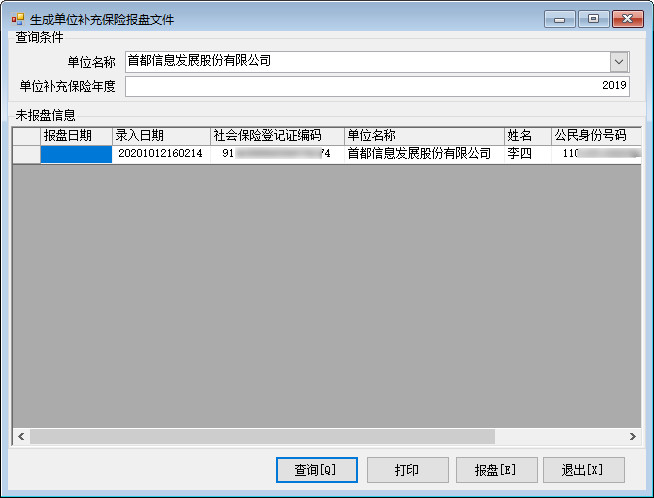 生成单位补充保险报盘文件
查询条件
单位名称 首都信息发展股份有限公司
单位补充保险年度 2019
未报盘信息
报盘日期 录入日期 社会保险登记证编码 单位名称 姓名 公民身份号码
20201012160214 91 74 首都信息发展股份有限公司 李四 110
查询[Q] 打印 报盘[E] 退出[X]